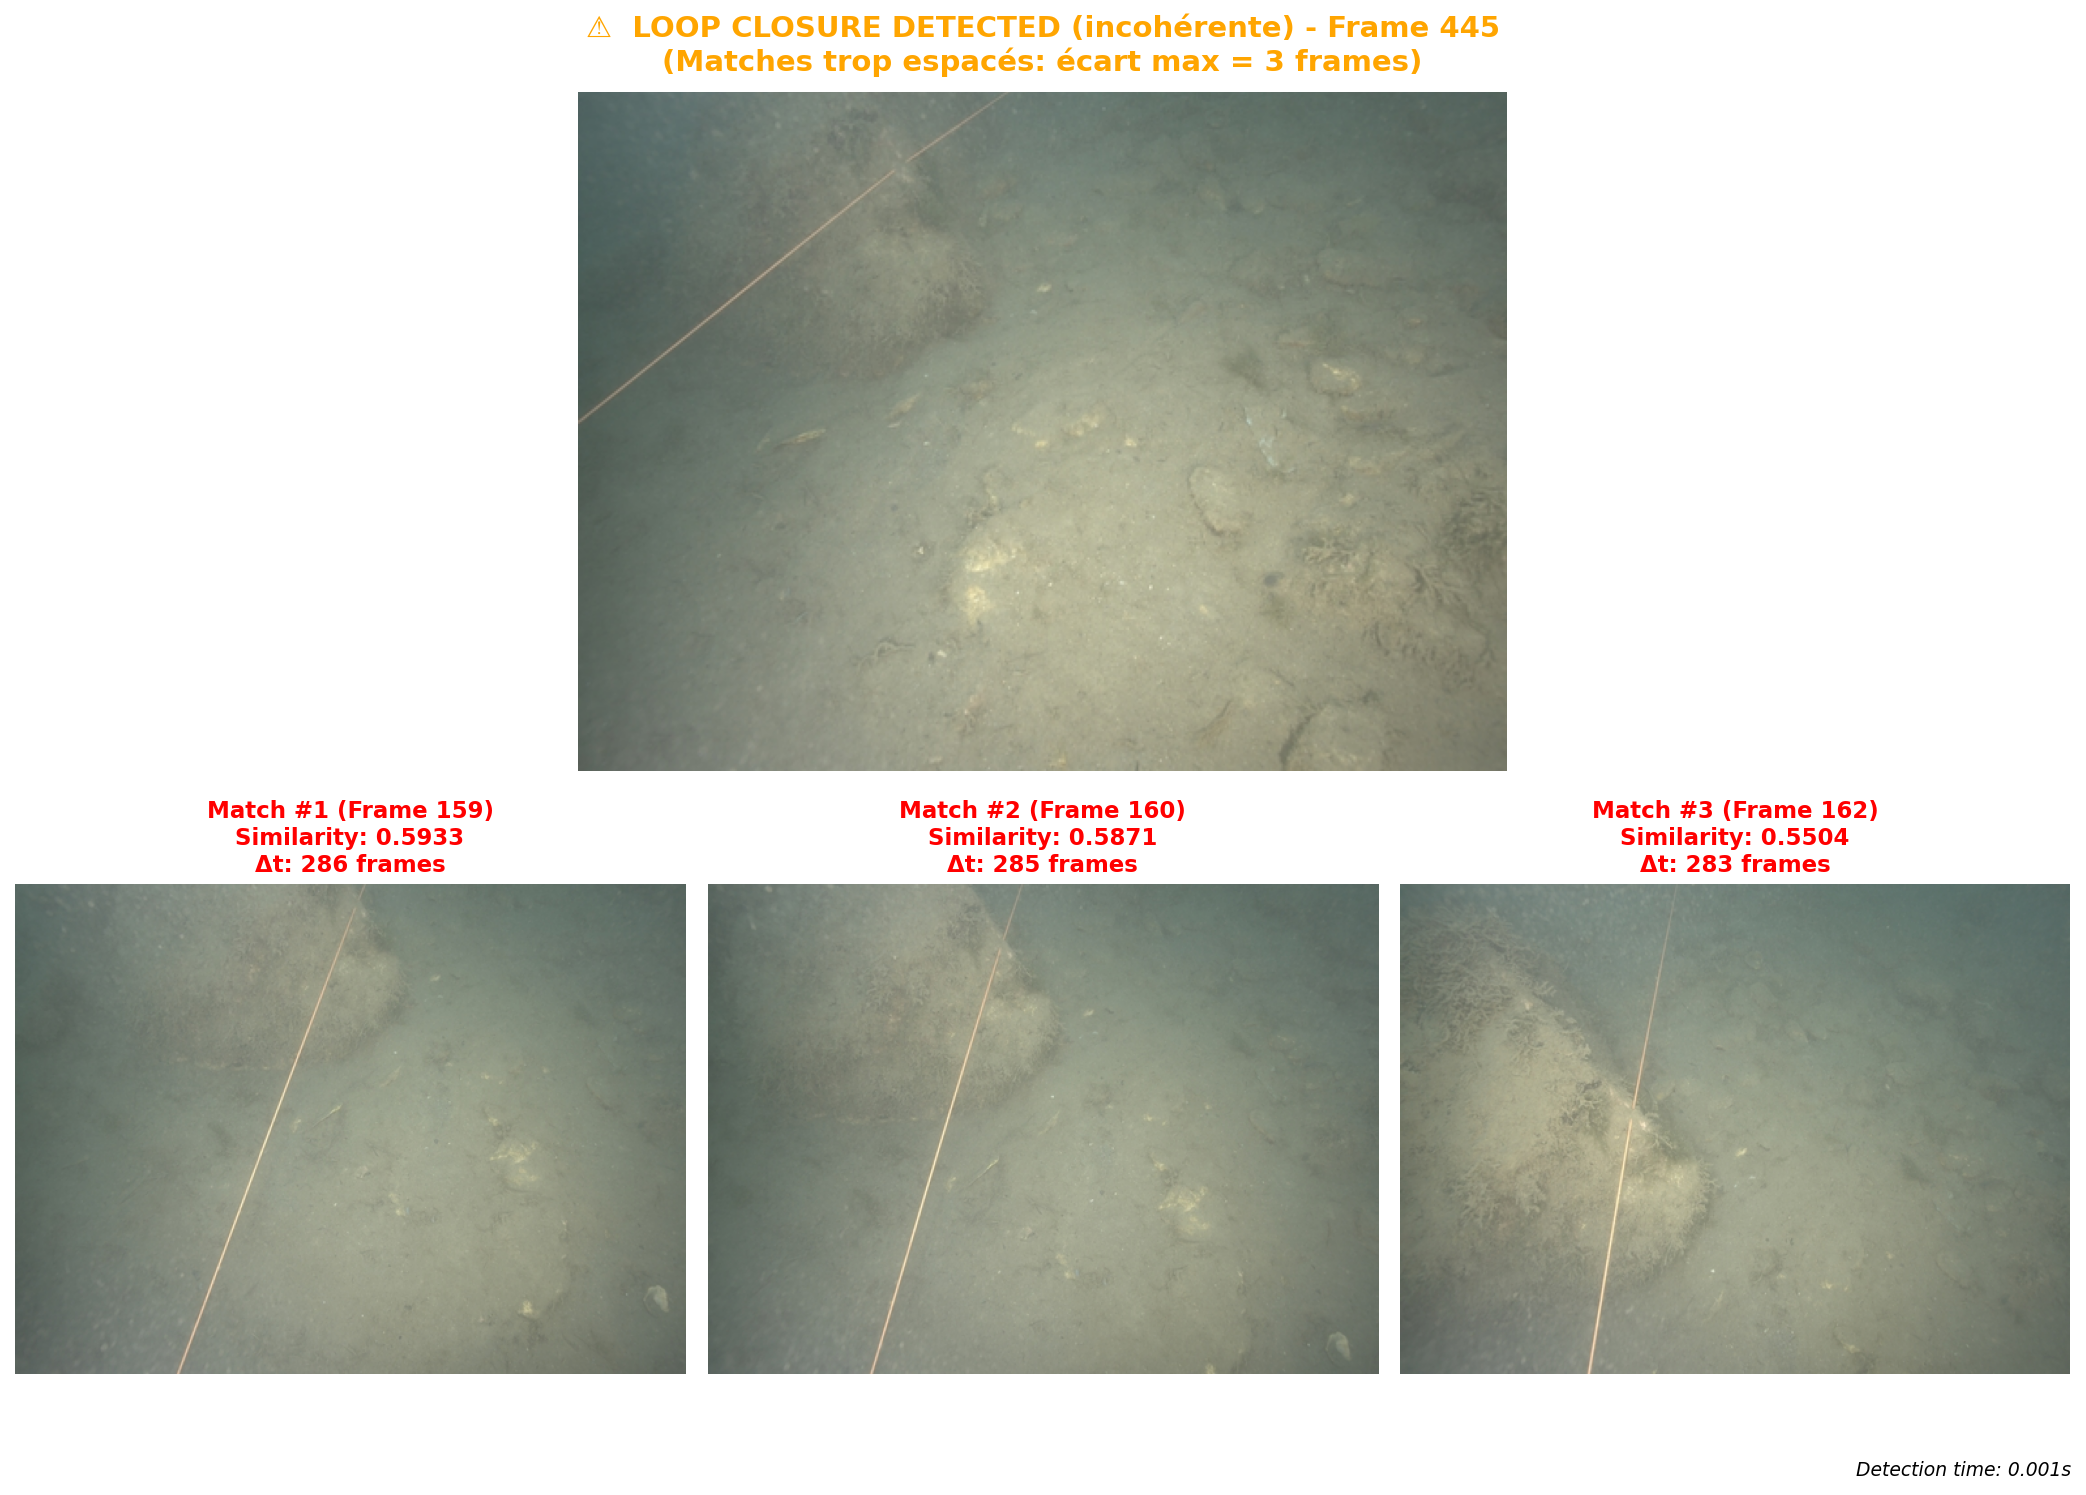 ⚠ LOOP CLOSURE DETECTED (incohérente) - Frame 445
(Matches trop espacés: écart max = 3 frames)
Match #1 (Frame 159)
Similarity: 0.5933
Δt: 286 frames
Match #2 (Frame 160)
Similarity: 0.5871
Δt: 285 frames
Match #3 (Frame 162)
Similarity: 0.5504
Δt: 283 frames
Detection time: 0.001s